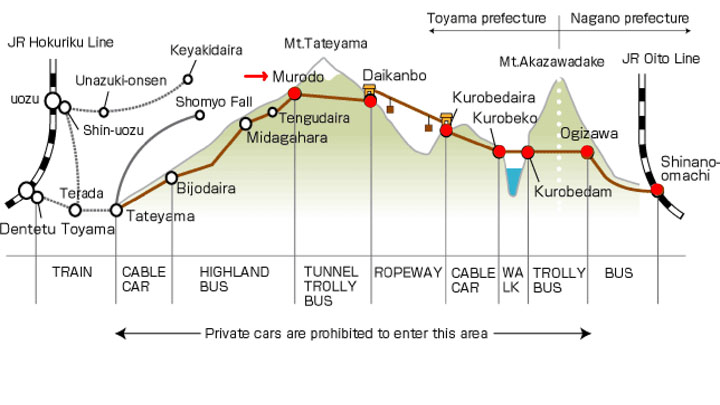 Toyama prefecture
Nagano prefecture
JR Hokuriku Line
Keyakidaira
Mt.Tateyama
Mt.Akazawadake
JR Oito Line
Unazuki-onsen
Murodo
Daikanbo
uozu
Shomyo Fall
Kurobedaira
Shin-uozu
Tengudaira
Kurobeko
Midagahara
Ogizawa
Shinano-
omachi
Terada
Bijodaira
Kurobedam
Dentetu Toyama
Tateyama
TRAIN
CABLE
CAR
HIGHLAND
BUS
TUNNEL
TROLLY
BUS
ROPEWAY
CABLE
CAR
WA
LK
TROLLY
BUS
BUS
Private cars are prohibited to enter this area